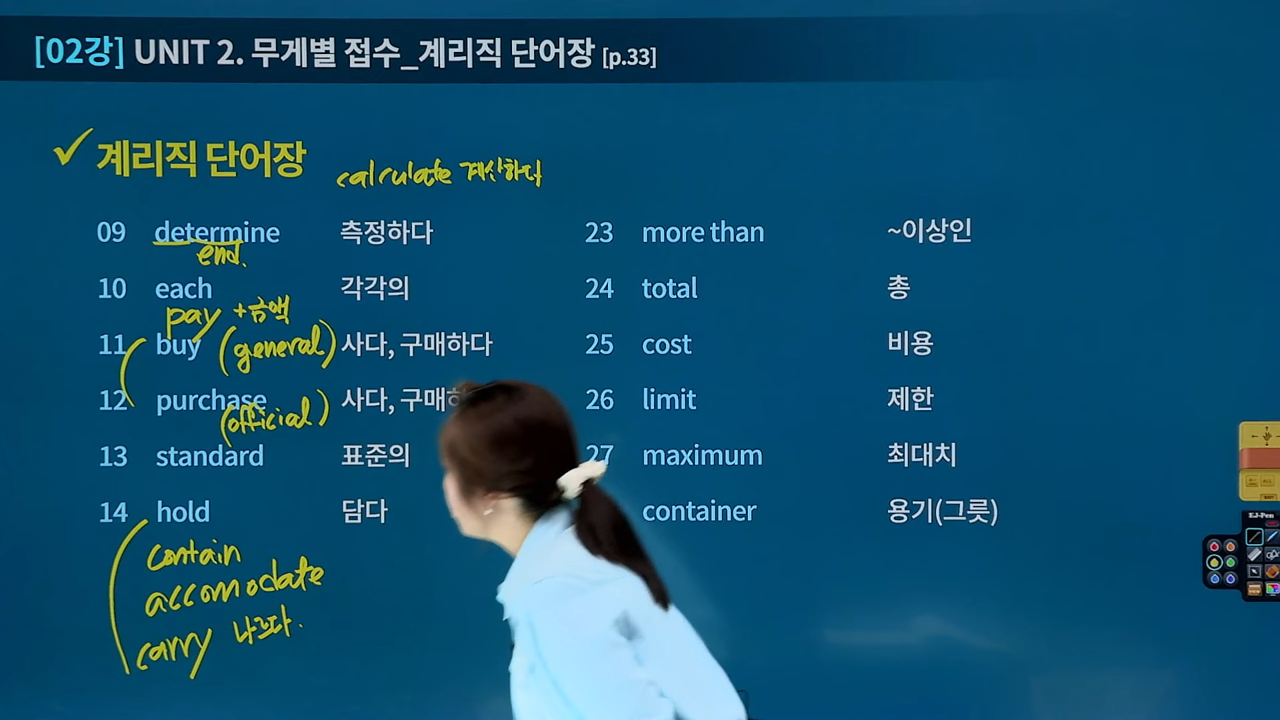 [02강] UNIT 2. 무게별 접수_계리직 단어장 [p.33]
✓ 계리직 단어장
calculate 계산하다
09 determine 측정하다
end.
10 each 각각의
pay +금액
11 buy (general) 사다, 구매하다
12 purchase 사다, 구매하
(official)
13 standard 표준의
14 hold 담다
contain
accomodate
carry 나르다.
23 more than ~이상인
24 total 총
25 cost 비용
26 limit 제한
27 maximum 최대치
container 용기(그릇)
EJ-Pen